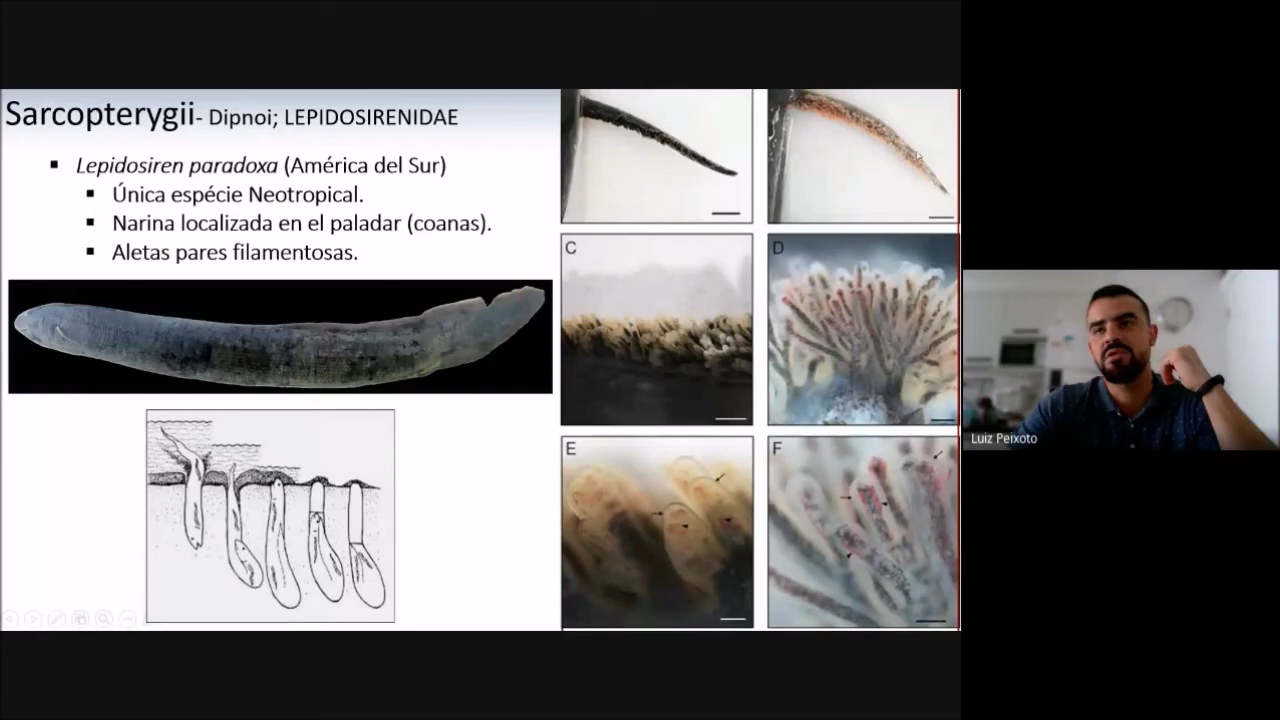 Sarcopterygii- Dipnoi; LEPIDOSIRENIDAE
▪ Lepidosiren paradoxa (América del Sur)
▪ Única espécie Neotropical.
▪ Narina localizada en el paladar (coanas).
▪ Aletas pares filamentosas.
C
D
E
F
Luiz Peixoto